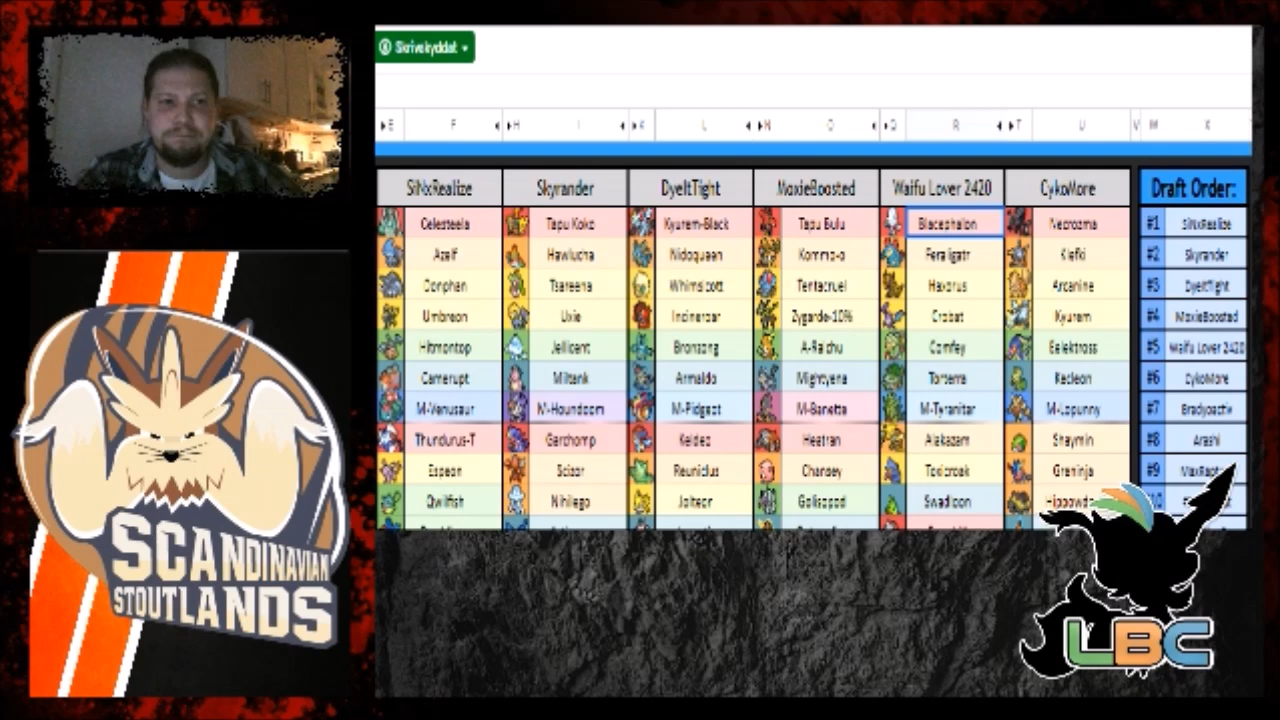 Skrivskyddat
E F H I K L N O Q R T U V W X
SiNxRealize Skyrander DyeItTight MoxieBoosted Waifu Lover 2420 CykoMore Draft Order:
Celesteela Tapu Koko Kyurem-Black Tapu Bulu Blacephalon Necrozma #1 SiNxRealize
Azelf Hawlucha Nidoqueen Kommo-o Feraligatr Klefki #2 Skyrander
Donphan Tsareena Whimsicott Tentacruel Haxorus Arcanine #3 DyeItTight
Umbreon Uxie Incineroar Zygarde-10% Crobat Kyurem #4 MoxieBoosted
Hitmontop Jellicent Bronzong A-Raichu Comfey Eelektross #5 Waifu Lover 2420
Camerupt Miltank Armaldo Mightyena Torterra Kecleon #6 CykoMore
M-Venusaur M-Houndoom M-Pidgeot M-Banette M-Tyranitar M-Lopunny #7 Bradyoactiv
Thundurus-T Garchomp Keldeo Heatran Alakazam Shaymin #8 Arashi
Espeon Scizor Reuniclus Chansey Toxicroak Greninja #9
Qwilfish Nihilego Jolteon Golisopod Swadloon Hippowd
SCANDINAVIAN
STOUTLANDS
LBC